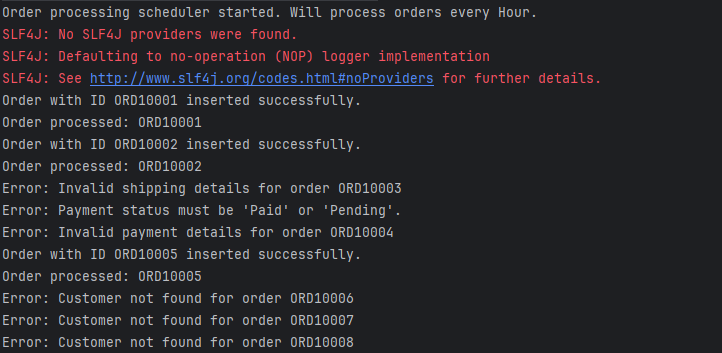 Order processing scheduler started. Will process orders every Hour.
SLF4J: No SLF4J providers were found.
SLF4J: Defaulting to no-operation (NOP) logger implementation
SLF4J: See http://www.slf4j.org/codes.html#noProviders for further details.
Order with ID ORD10001 inserted successfully.
Order processed: ORD10001
Order with ID ORD10002 inserted successfully.
Order processed: ORD10002
Error: Invalid shipping details for order ORD10003
Error: Payment status must be 'Paid' or 'Pending'.
Error: Invalid payment details for order ORD10004
Order with ID ORD10005 inserted successfully.
Order processed: ORD10005
Error: Customer not found for order ORD10006
Error: Customer not found for order ORD10007
Error: Customer not found for order ORD10008